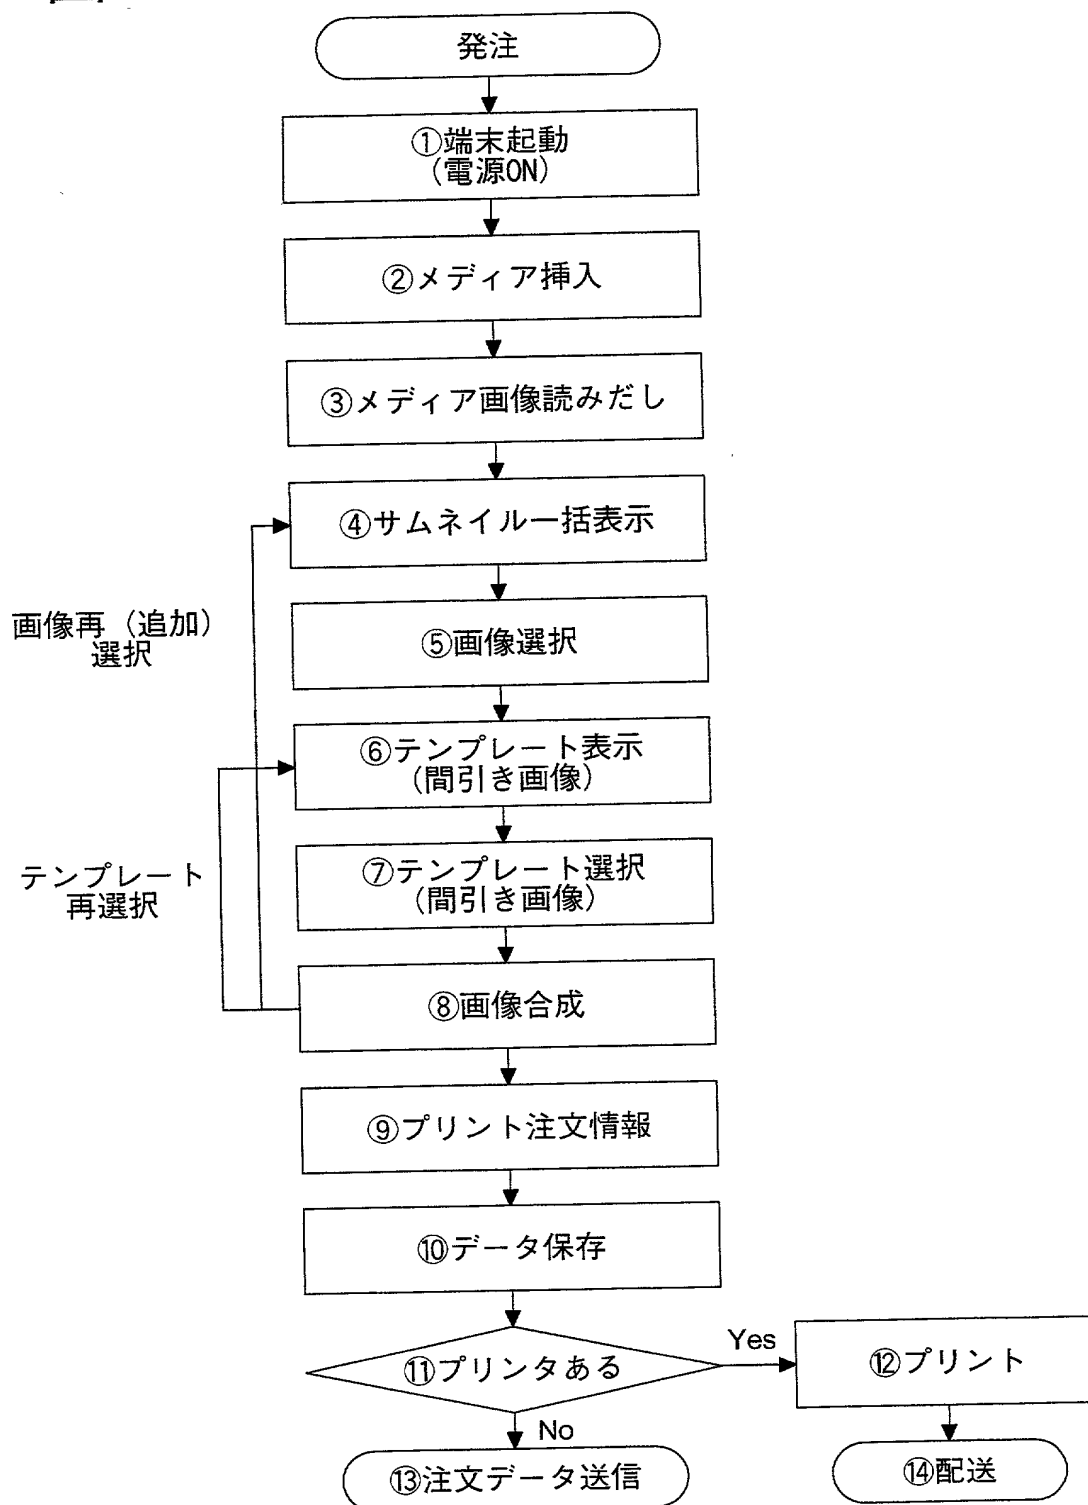 発注
①端末起動
(電源ON)
②メディア挿入
③メディア画像読みだし
④サムネイル一括表示
画像再(追加)
選択
⑤画像選択
⑥テンプレート表示
(間引き画像)
テンプレート
再選択
⑦テンプレート選択
(間引き画像)
⑧画像合成
⑨プリント注文情報
⑩データ保存
⑪プリンタある
Yes
⑫プリント
No
⑬注文データ送信
⑭配送